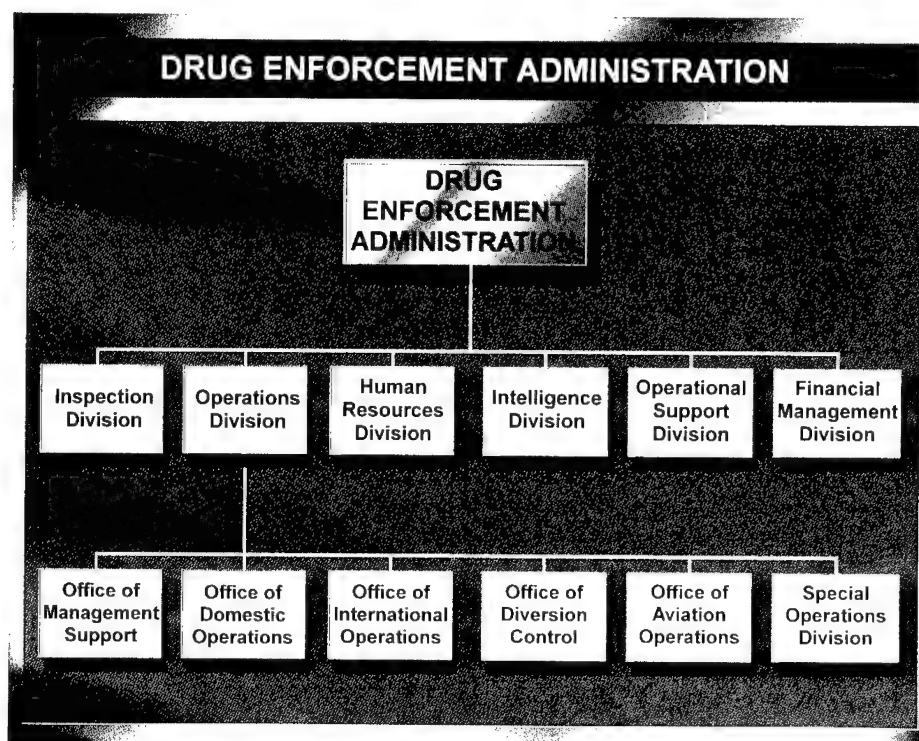 DRUG ENFORCEMENT ADMINISTRATION
DRUG
ENFORCEMENT
ADMINISTRATION
Inspection
Division
Operations
Division
Human
Resources
Division
Intelligence
Division
Operational
Support
Division
Financial
Management
Division
Office of
Management
Support
Office of
Domestic
Operations
Office of
International
Operations
Office of
Diversion
Control
Office of
Aviation
Operations
Special
Operations
Division